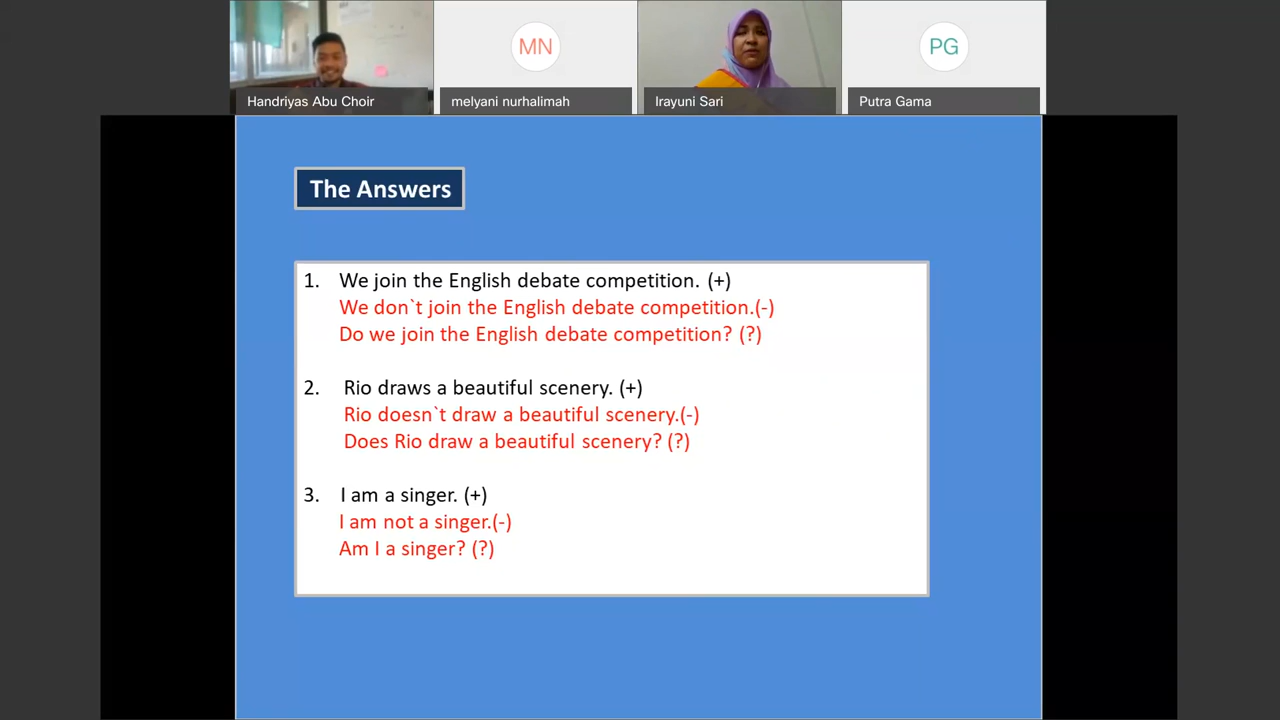 MN
PG
Handriyas Abu Choir
melyani nurhalimah
Irayuni Sari
Putra Gama
The Answers
1. We join the English debate competition. (+)
We don`t join the English debate competition.(-)
Do we join the English debate competition? (?)
2. Rio draws a beautiful scenery. (+)
Rio doesn`t draw a beautiful scenery.(-)
Does Rio draw a beautiful scenery? (?)
3. I am a singer. (+)
I am not a singer.(-)
Am I a singer? (?)